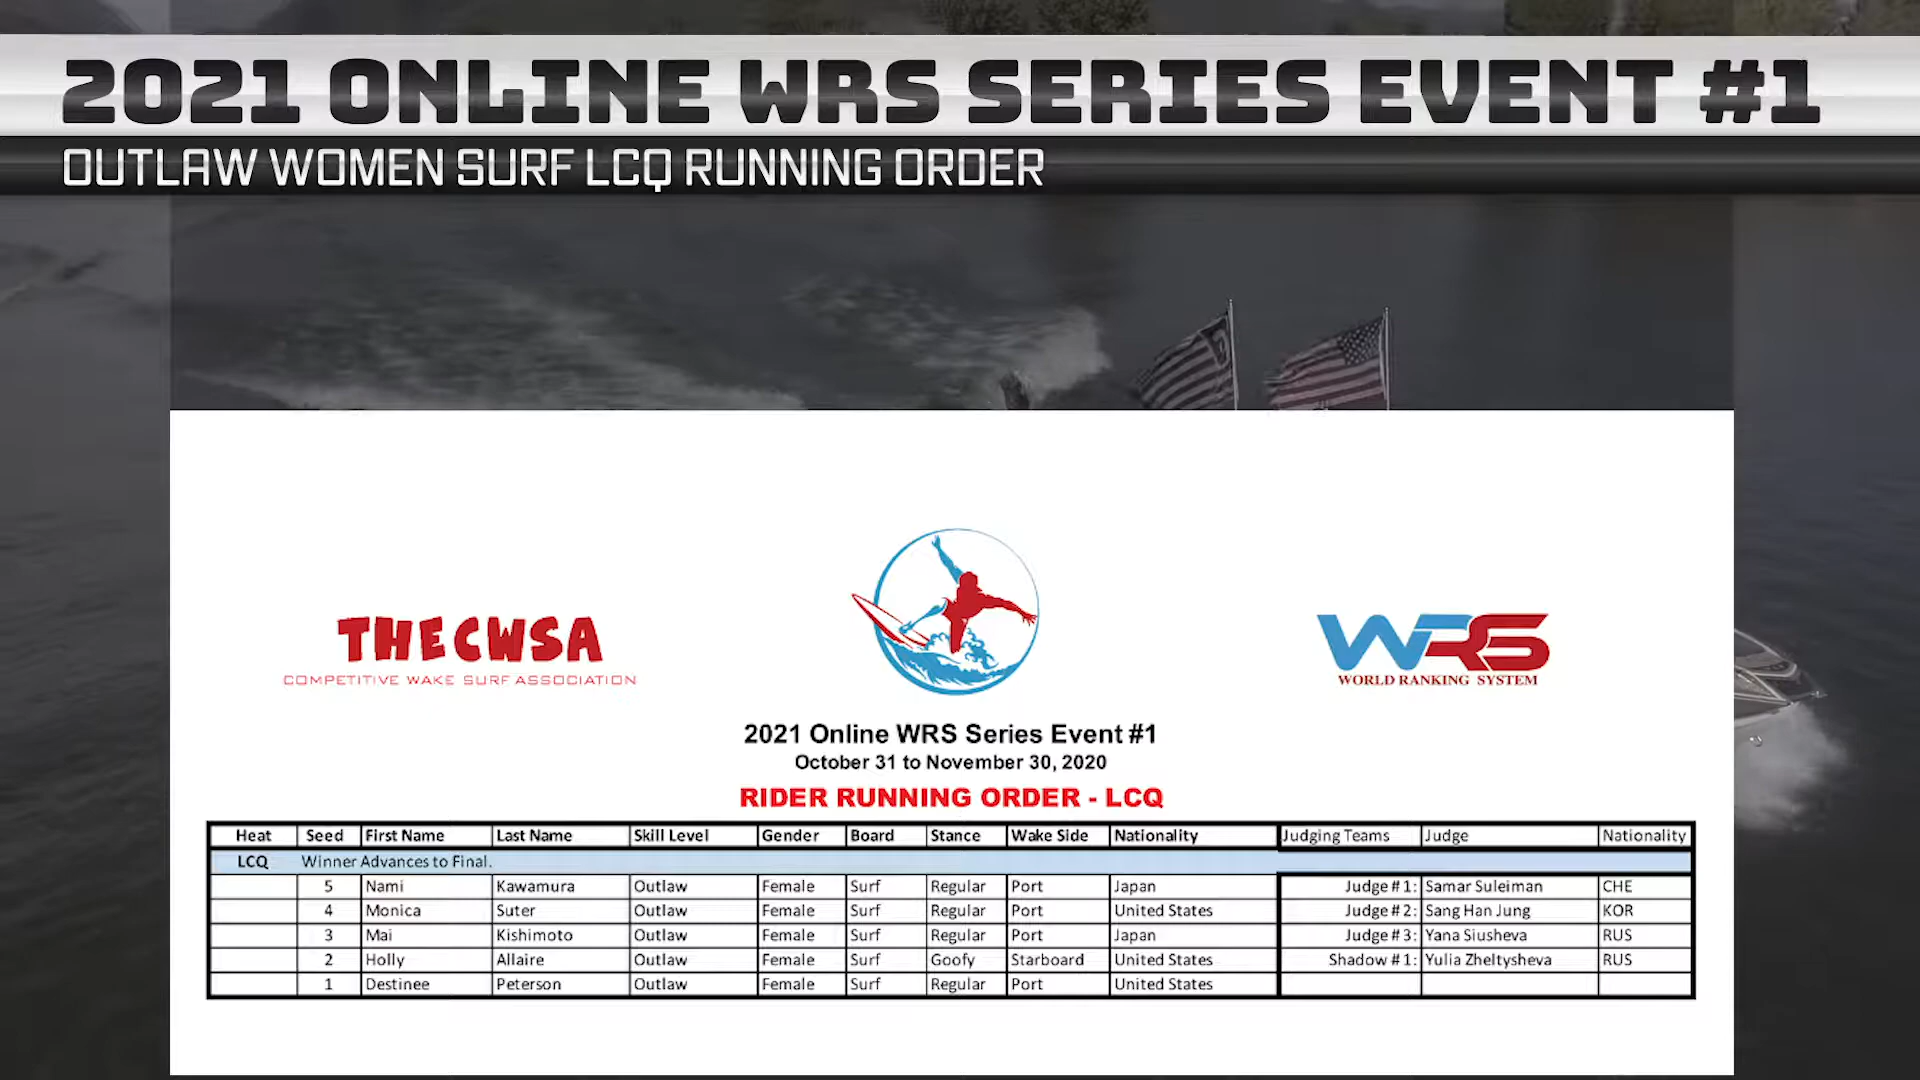 2021 ONLINE WRS SERIES EVENT #1
OUTLAW WOMEN SURF LCQ RUNNING ORDER
THECWSA
COMPETITIVE WAKE SURF ASSOCIATION
WRS
WORLD RANKING SYSTEM
2021 Online WRS Series Event #1
October 31 to November 30, 2020
RIDER RUNNING ORDER - LCQ
Heat Seed First Name Last Name Skill Level Gender Board Stance Wake Side Nationality Judging Teams Judge Nationality
LCQ Winner Advances to Final.
5 Nami Kawamura Outlaw Female Surf Regular Port Japan Judge #1: Samar Suleiman CHE
4 Monica Suter Outlaw Female Surf Regular Port United States Judge #2: Sang Han Jung KOR
3 Mai Kishimoto Outlaw Female Surf Regular Port Japan Judge #3: Yana Siusheva RUS
2 Holly Allaire Outlaw Female Surf Goofy Starboard United States Shadow #1: Yulia Zheltysheva RUS
1 Destinee Peterson Outlaw Female Surf Regular Port United States